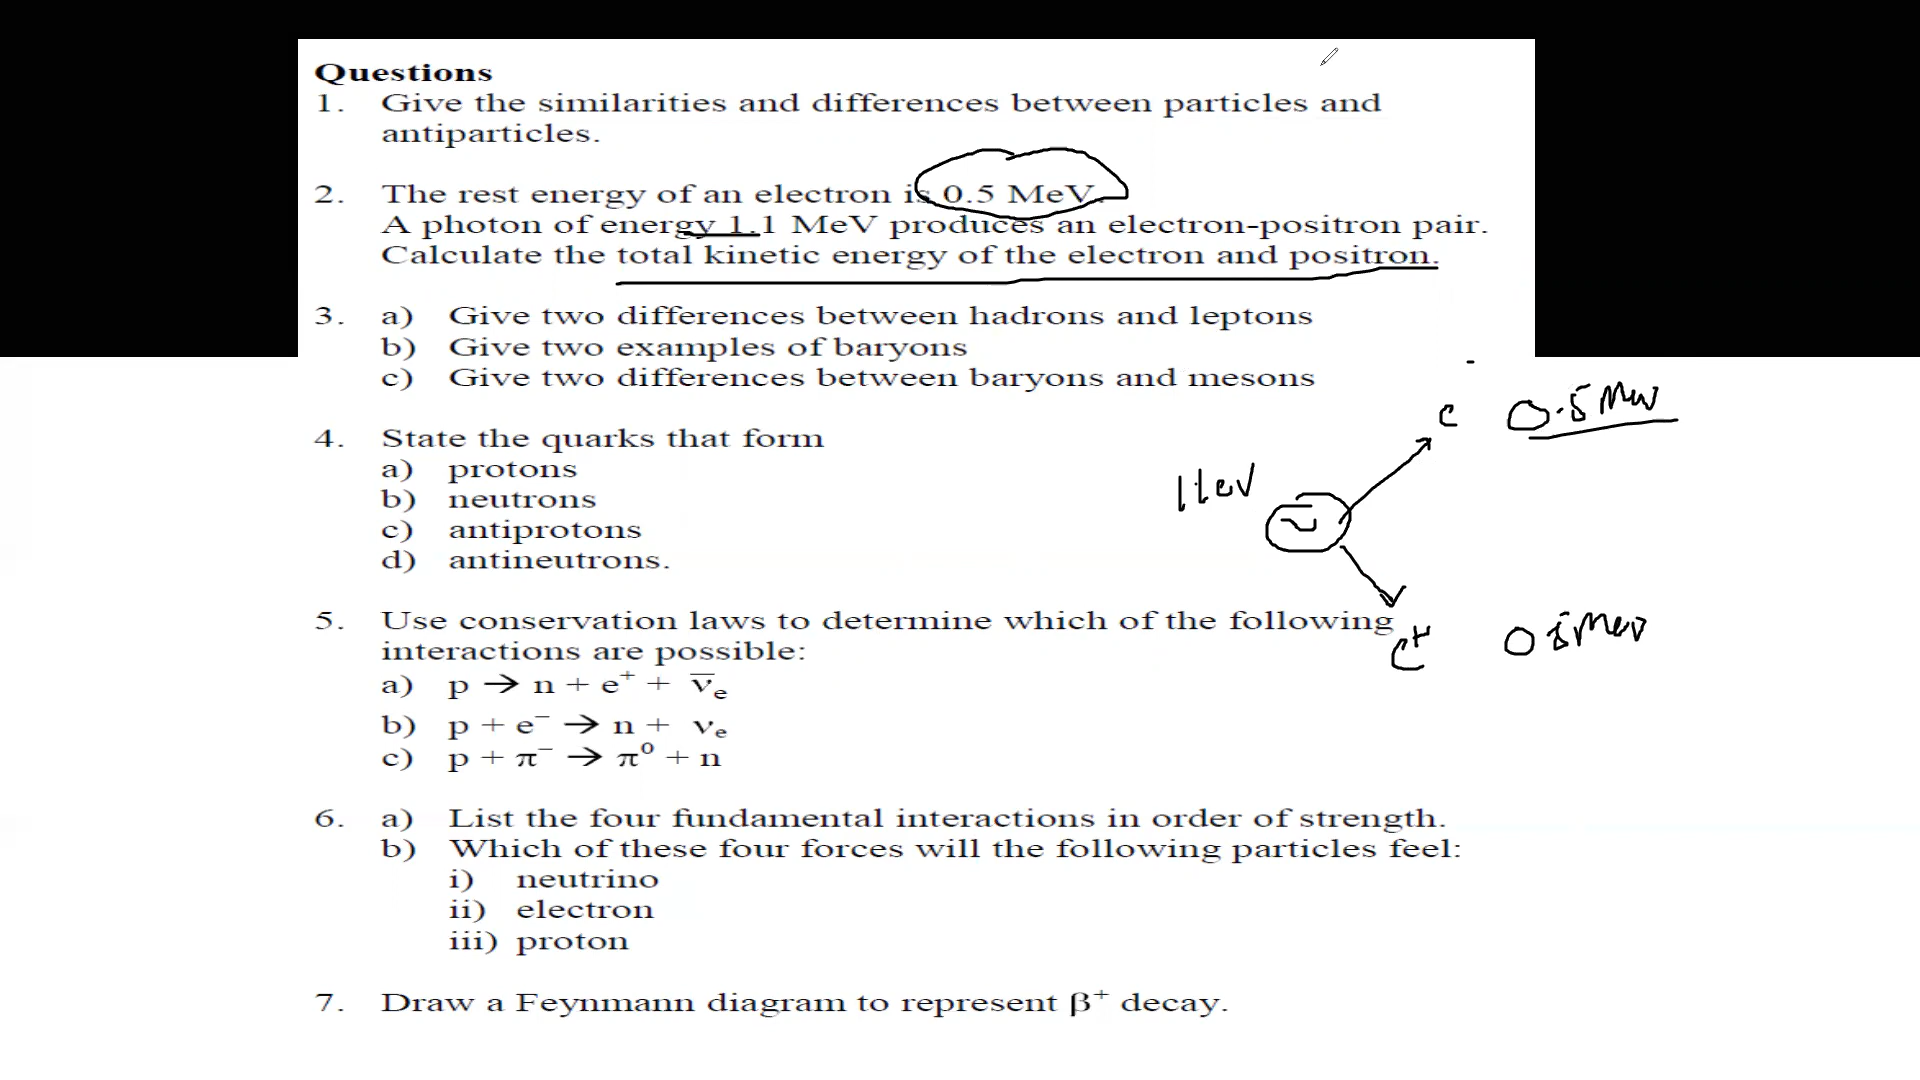 Questions
1. Give the similarities and differences between particles and
antiparticles.
2. The rest energy of an electron is 0.5 MeV.
A photon of energy 1.1 MeV produces an electron-positron pair.
Calculate the total kinetic energy of the electron and positron.
3. a) Give two differences between hadrons and leptons
b) Give two examples of baryons
c) Give two differences between baryons and mesons
4. State the quarks that form
a) protons
b) neutrons
c) antiprotons
d) antineutrons.
5. Use conservation laws to determine which of the following
interactions are possible:
a) p → n + e⁺ + ν̅ₑ
b) p + e⁻ → n + νₑ
c) p + π⁻ → π⁰ + n
6. a) List the four fundamental interactions in order of strength.
b) Which of these four forces will the following particles feel:
i) neutrino
ii) electron
iii) proton
7. Draw a Feynmann diagram to represent β⁺ decay.
e⁻ 0.5 MeV
e⁺ 0.5 MeV